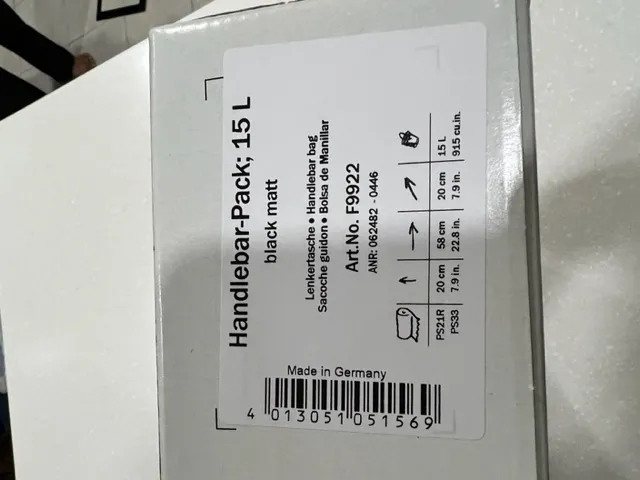 Handlebar-Pack; 15 L
black matt
Lenkertasche • Handlebar bag
Sacoche guidon • Bolsa de Manillar
Art.No. F9922
ANR: 062482 - 0446
PS21R 20 cm 58 cm 20 cm 15 L
PS33 7.9 in. 22.8 in. 7.9 in. 915 cu.in.
Made in Germany
4 013051 051569